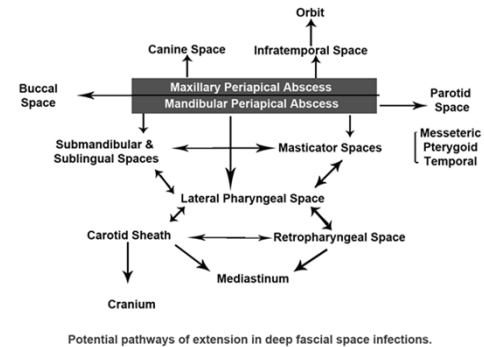 Orbit
Canine Space
Infratemporal Space
Buccal
Space
Maxillary Periapical Abscess
Mandibular Periapical Abscess
Parotid
Space
Submandibular &
Sublingual Spaces
Masticator Spaces
Messeteric
Pterygoid
Temporal
Lateral Pharyngeal Space
Carotid Sheath
Retropharyngeal Space
Mediastinum
Cranium
Potential pathways of extension in deep fascial space infections.